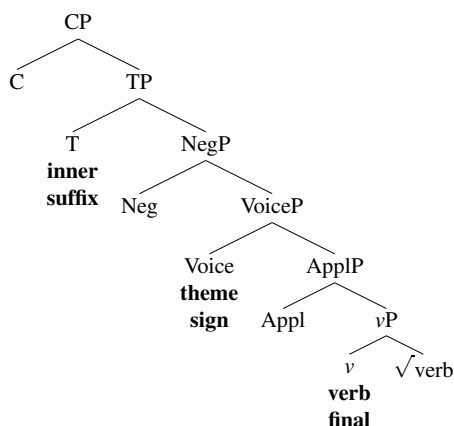 CP
C TP
T NegP
inner
suffix
Neg VoiceP
Voice ApplP
theme
sign
Appl vP
v √verb
verb
final